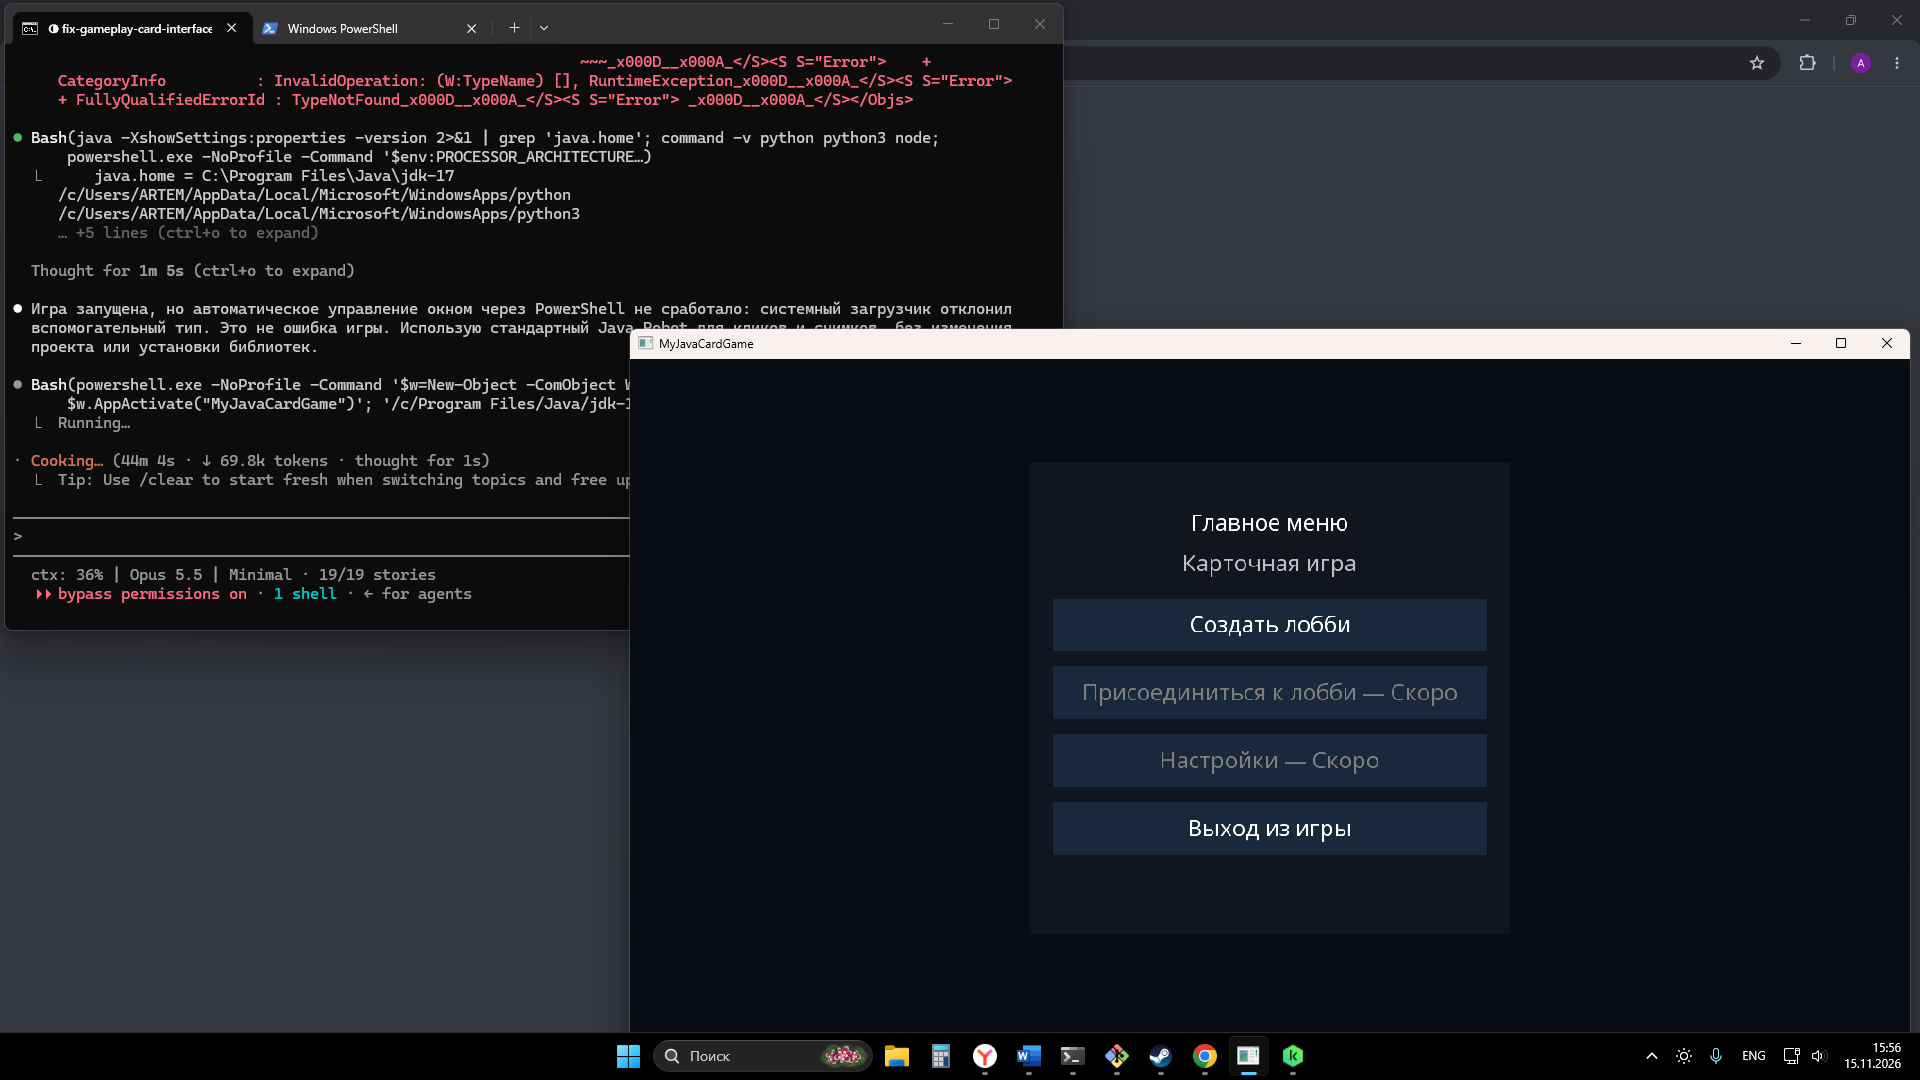 fix-gameplay-card-interface
Windows PowerShell
~~~_x000D__x000A_</S><S S="Error">    +
CategoryInfo          : InvalidOperation: (W:TypeName) [], RuntimeException_x000D__x000A_</S><S S="Error">
+ FullyQualifiedErrorId : TypeNotFound_x000D__x000A_</S><S S="Error"> _x000D__x000A_</S></Objs>
● Bash(java -XshowSettings:properties -version 2>&1 | grep 'java.home'; command -v python python3 node;
powershell.exe -NoProfile -Command '$env:PROCESSOR_ARCHITECTURE…)
└     java.home = C:\Program Files\Java\jdk-17
/c/Users/ARTEM/AppData/Local/Microsoft/WindowsApps/python
/c/Users/ARTEM/AppData/Local/Microsoft/WindowsApps/python3
… +5 lines (ctrl+o to expand)
Thought for 1m 5s (ctrl+o to expand)
● Игра запущена, но автоматическое управление окном через PowerShell не сработало: системный загрузчик отклонил
вспомогательный тип. Это не ошибка игры. Использую стандартный Java Robot для кликов и снимков, без изменения
проекта или установки библиотек.
● Bash(powershell.exe -NoProfile -Command '$w=New-Object -ComObject W
$w.AppActivate("MyJavaCardGame")'; '/c/Program Files/Java/jdk-1
└ Running…
· Cooking… (44m 4s · ↓ 69.8k tokens · thought for 1s)
└ Tip: Use /clear to start fresh when switching topics and free up
>
ctx: 36% | Opus 5.5 | Minimal · 19/19 stories
⏵⏵ bypass permissions on · 1 shell · ← for agents
A
MyJavaCardGame
Главное меню
Карточная игра
Создать лобби
Присоединиться к лобби — Скоро
Настройки — Скоро
Выход из игры
Поиск
ENG
15:56
15.11.2026